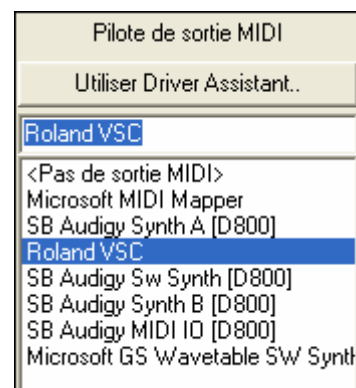 Pilote de sortie MIDI
Utiliser Driver Assistant..
Roland VSC
<Pas de sortie MIDI>
Microsoft MIDI Mapper
SB Audigy Synth A [D800]
Roland VSC
SB Audigy Sw Synth [D800]
SB Audigy Synth B [D800]
SB Audigy MIDI IO [D800]
Microsoft GS Wavetable SW Synth